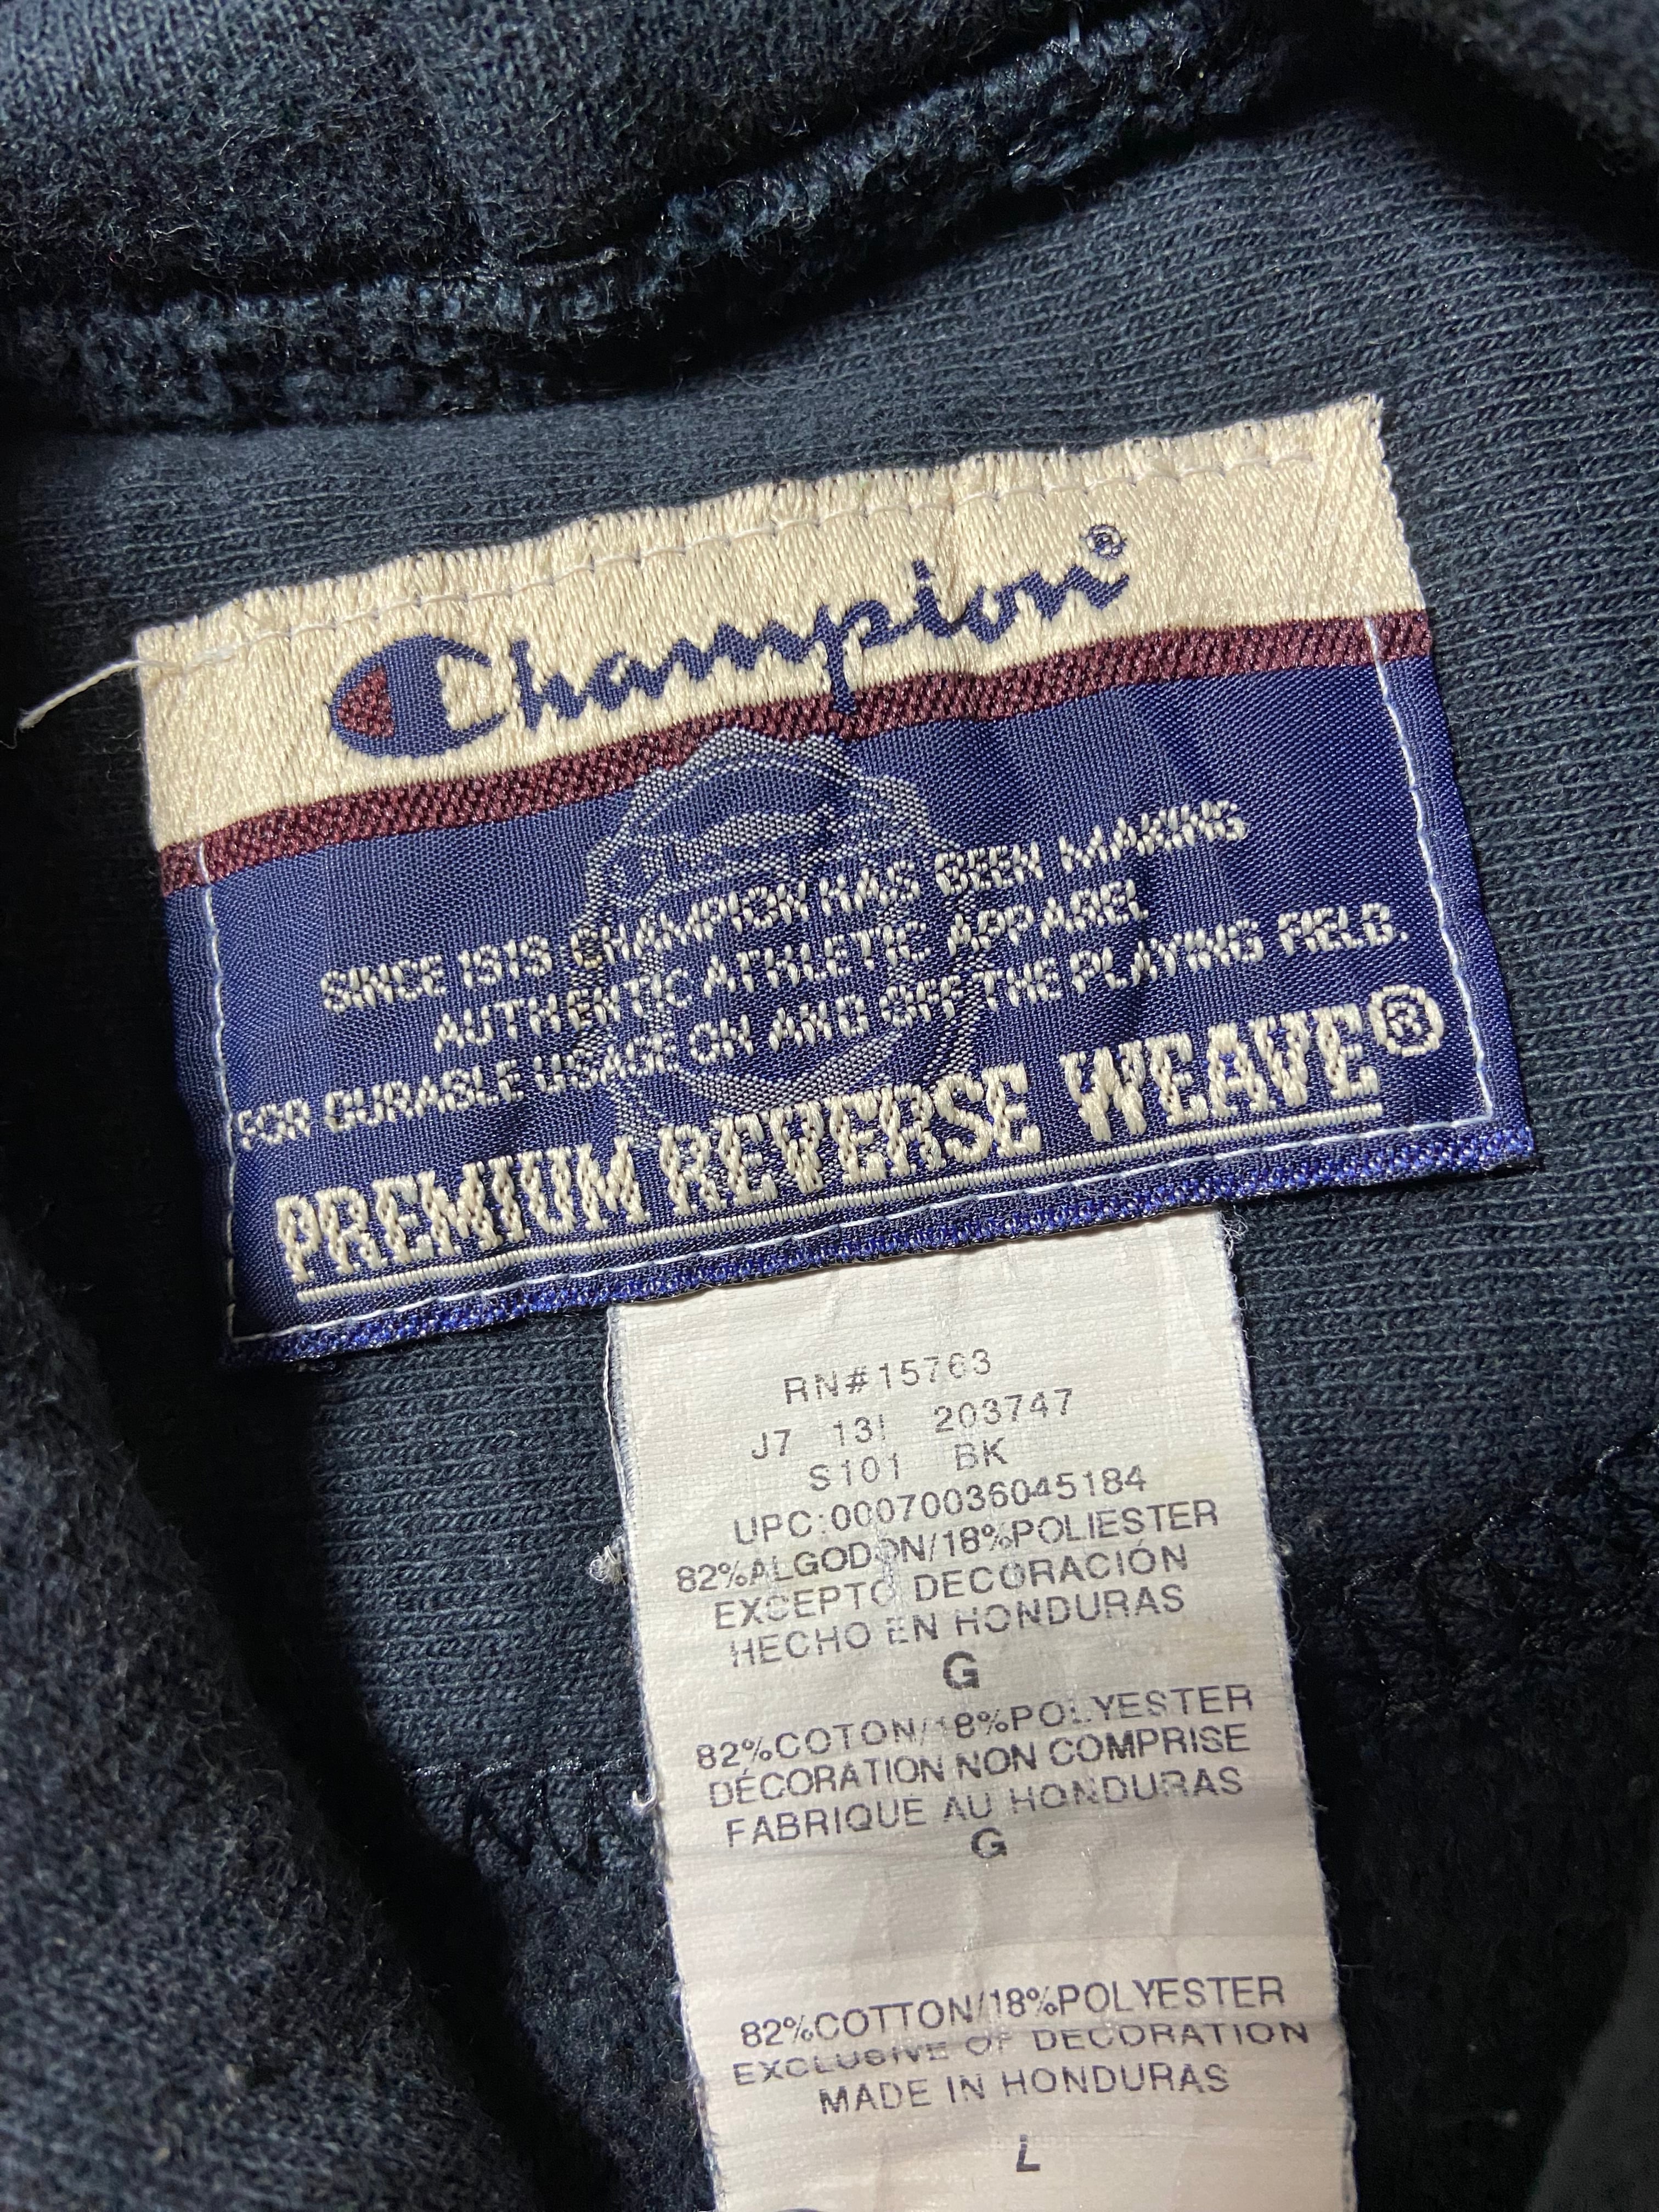 Champion®
SINCE 1919 CHAMPION HAS BEEN MAKING
AUTHENTIC ATHLETIC APPAREL
FOR DURABLE USAGE ON AND OFF THE PLAYING FIELD.
PREMIUM REVERSE WEAVE®
RN#15763
J7 13I 203747
S101 BK
UPC:00070036045184
82%ALGODON/18%POLIESTER
EXCEPTO DECORACIÓN
HECHO EN HONDURAS
G
82%COTON/18%POLYESTER
DÉCORATION NON COMPRISE
FABRIQUÉ AU HONDURAS
G
82%COTTON/18%POLYESTER
EXCLUSIVE OF DECORATION
MADE IN HONDURAS
L